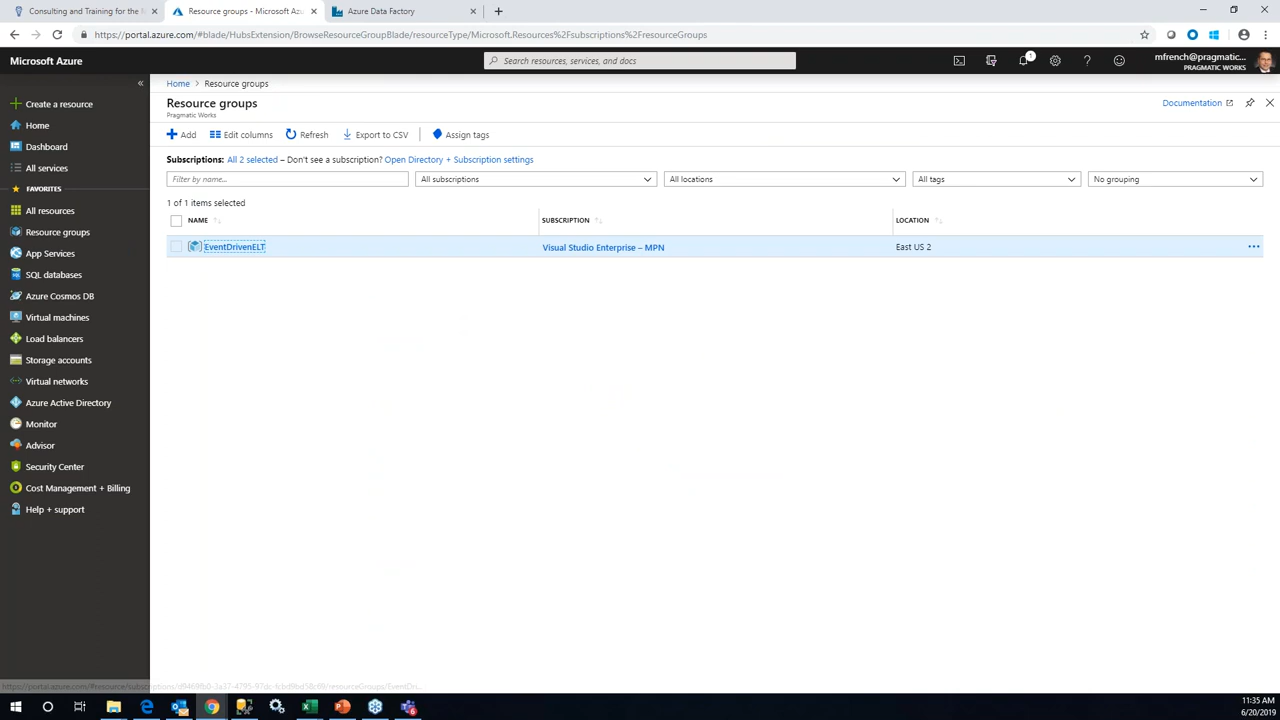 Consulting and Training for the
Resource groups - Microsoft Azu
Azure Data Factory
https://portal.azure.com/#blade/HubsExtension/BrowseResourceGroupBlade/resourceType/Microsoft.Resources%2Fsubscriptions%2FresourceGroups
Microsoft Azure
Search resources, services, and docs
1
mfrench@pragmatic...
PRAGMATIC WORKS
Create a resource
Home
Dashboard
All services
FAVORITES
All resources
Resource groups
App Services
SQL databases
Azure Cosmos DB
Virtual machines
Load balancers
Storage accounts
Virtual networks
Azure Active Directory
Monitor
Advisor
Security Center
Cost Management + Billing
Help + support
Home > Resource groups
Resource groups
Pragmatic Works
Documentation
Add
Edit columns
Refresh
Export to CSV
Assign tags
Subscriptions: All 2 selected – Don't see a subscription? Open Directory + Subscription settings
Filter by name...
All subscriptions
All locations
All tags
No grouping
1 of 1 items selected
NAME
SUBSCRIPTION
LOCATION
EventDrivenELT
Visual Studio Enterprise – MPN
East US 2
11:35 AM
6/20/2019